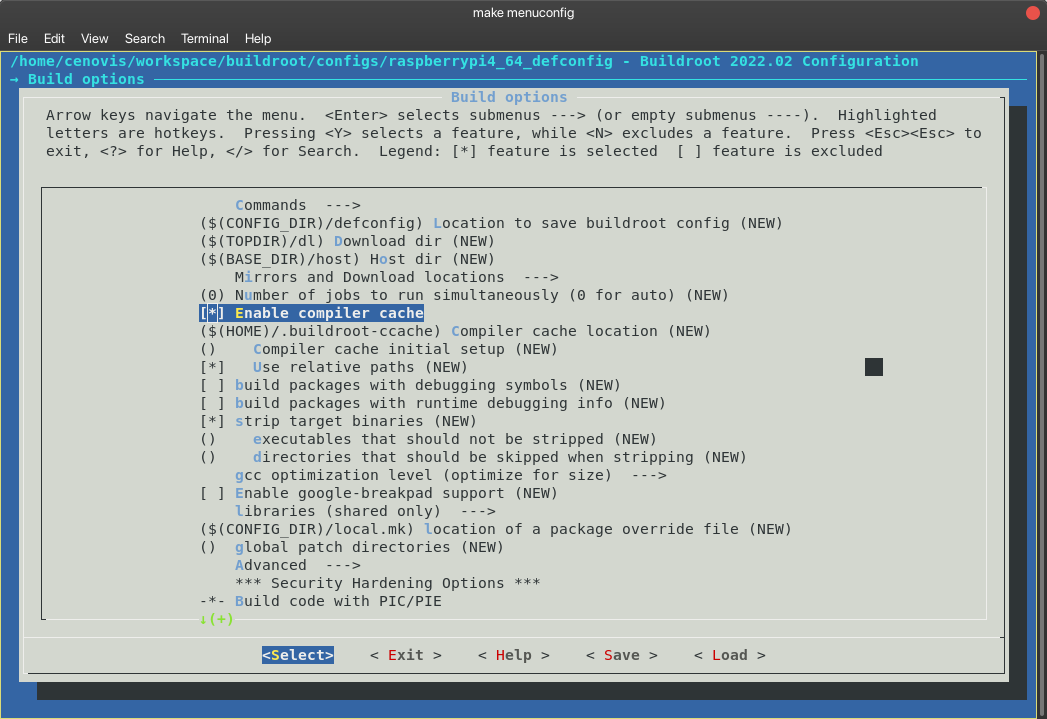 make menuconfig
File Edit View Search Terminal Help
/home/cenovis/workspace/buildroot/configs/raspberrypi4_64_defconfig - Buildroot 2022.02 Configuration
→ Build options
Build options
Arrow keys navigate the menu.  <Enter> selects submenus ---> (or empty submenus ----).  Highlighted
letters are hotkeys.  Pressing <Y> selects a feature, while <N> excludes a feature.  Press <Esc><Esc> to
exit, <?> for Help, </> for Search.  Legend: [*] feature is selected  [ ] feature is excluded
Commands  --->
($(CONFIG_DIR)/defconfig) Location to save buildroot config (NEW)
($(TOPDIR)/dl) Download dir (NEW)
($(BASE_DIR)/host) Host dir (NEW)
Mirrors and Download locations  --->
(0) Number of jobs to run simultaneously (0 for auto) (NEW)
[*] Enable compiler cache
($(HOME)/.buildroot-ccache) Compiler cache location (NEW)
()    Compiler cache initial setup (NEW)
[*]   Use relative paths (NEW)
[ ] build packages with debugging symbols (NEW)
[ ] build packages with runtime debugging info (NEW)
[*] strip target binaries (NEW)
()    executables that should not be stripped (NEW)
()    directories that should be skipped when stripping (NEW)
gcc optimization level (optimize for size)  --->
[ ] Enable google-breakpad support (NEW)
libraries (shared only)  --->
($(CONFIG_DIR)/local.mk) location of a package override file (NEW)
()  global patch directories (NEW)
Advanced  --->
*** Security Hardening Options ***
-*- Build code with PIC/PIE
↓(+)
<Select>    < Exit >    < Help >    < Save >    < Load >